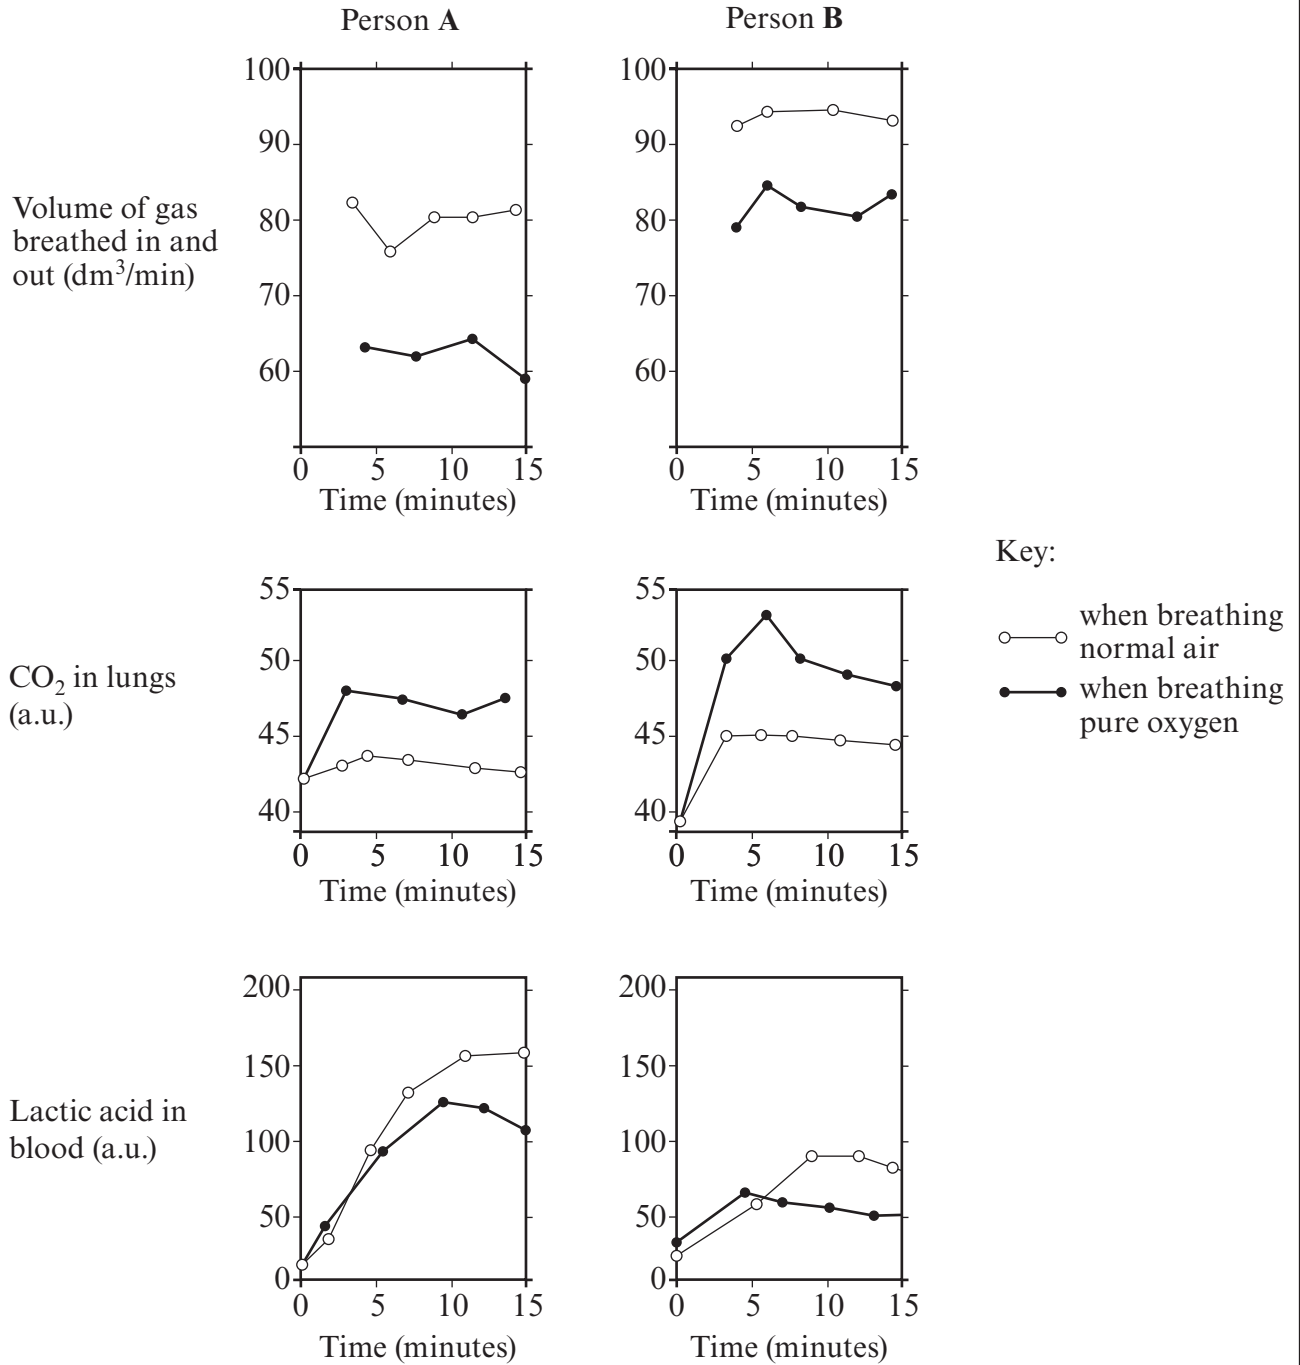 Person A
Person B
Volume of gas
breathed in and
out (dm³/min)
100
90
80
70
60
0 5 10 15
Time (minutes)
100
90
80
70
60
0 5 10 15
Time (minutes)
Key:
when breathing
normal air
when breathing
pure oxygen
CO₂ in lungs
(a.u.)
55
50
45
40
0 5 10 15
Time (minutes)
55
50
45
40
0 5 10 15
Time (minutes)
Lactic acid in
blood (a.u.)
200
150
100
50
0
0 5 10 15
Time (minutes)
200
150
100
50
0
0 5 10 15
Time (minutes)